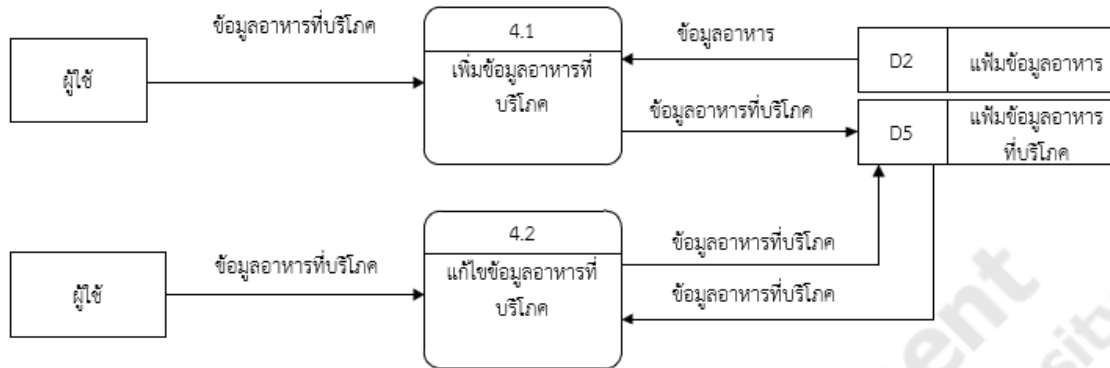 ข้อมูลอาหารที่บริโภค
ผู้ใช้
4.1
เพิ่มข้อมูลอาหารที่
บริโภค
ข้อมูลอาหาร
D2
แฟ้มข้อมูลอาหาร
ข้อมูลอาหารที่บริโภค
D5
แฟ้มข้อมูลอาหาร
ที่บริโภค
ผู้ใช้
ข้อมูลอาหารที่บริโภค
4.2
แก้ไขข้อมูลอาหารที่
บริโภค
ข้อมูลอาหารที่บริโภค
ข้อมูลอาหารที่บริโภค